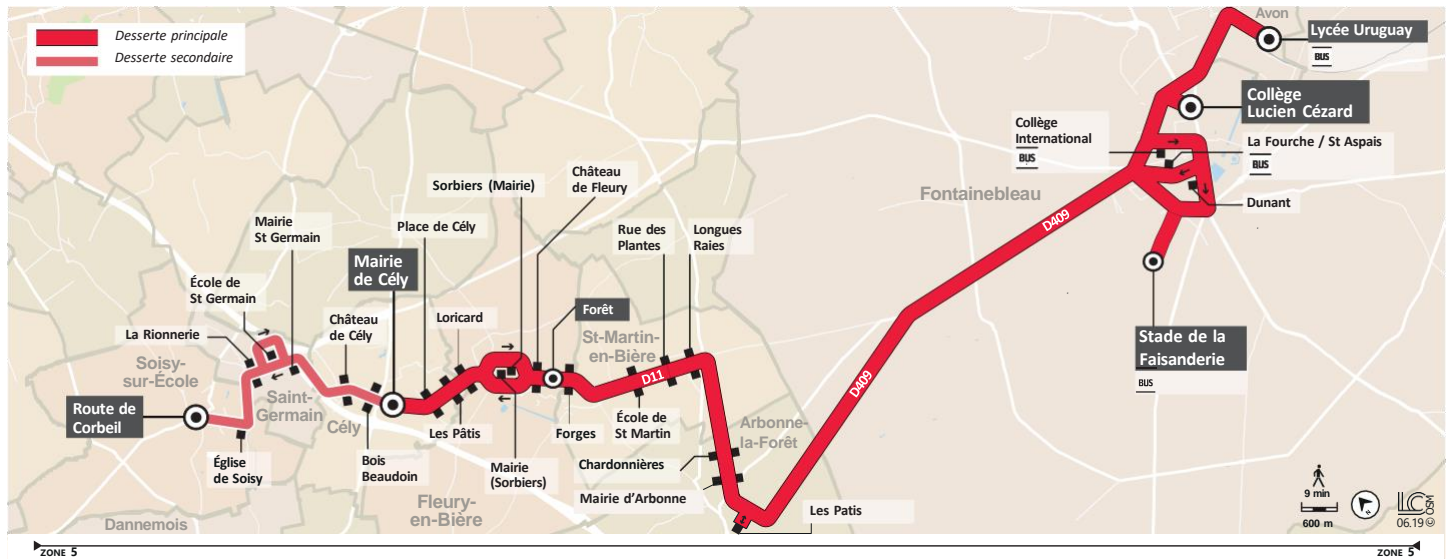 Desserte principale
Desserte secondaire
Avon
Lycée Uruguay
BUS
Collège
Lucien Cézard
Collège
International
BUS
La Fourche / St Aspais
BUS
Dunant
Fontainebleau
D409
D409
Stade de la
Faisanderie
BUS
Château
de Fleury
Sorbiers (Mairie)
Mairie
St Germain
Place de Cély
Rue des
Plantes
Longues
Raies
Mairie
de Cély
École de
St Germain
Forêt
La Rionnerie
Château
de Cély
Loricard
St-Martin-
en-Bière
Soisy-
sur-École
D11
Saint-
Germain
Cély
Route de
Corbeil
Les Pâtis
Forges
École de
St Martin
Arbonne-
la-Forêt
Église
de Soisy
Bois
Beaudoin
Mairie
(Sorbiers)
Chardonnières
Mairie d'Arbonne
Fleury-
en-Bière
Les Patis
Dannemois
9 min
600 m
N
LC
OSM
06.19 ©
ZONE 5
ZONE 5